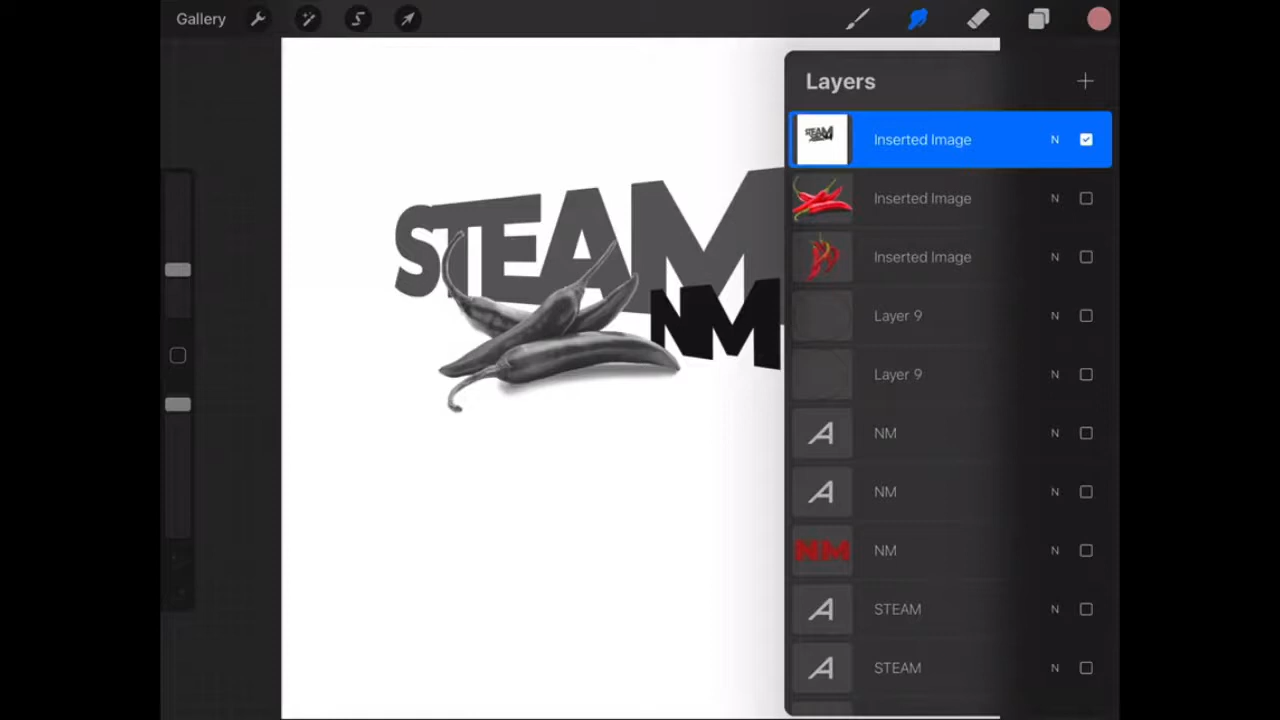 Gallery
Layers
Inserted Image N
Inserted Image N
Inserted Image N
Layer 9 N
Layer 9 N
A NM N
A NM N
NM NM N
A STEAM N
A STEAM N
STEAM
NM